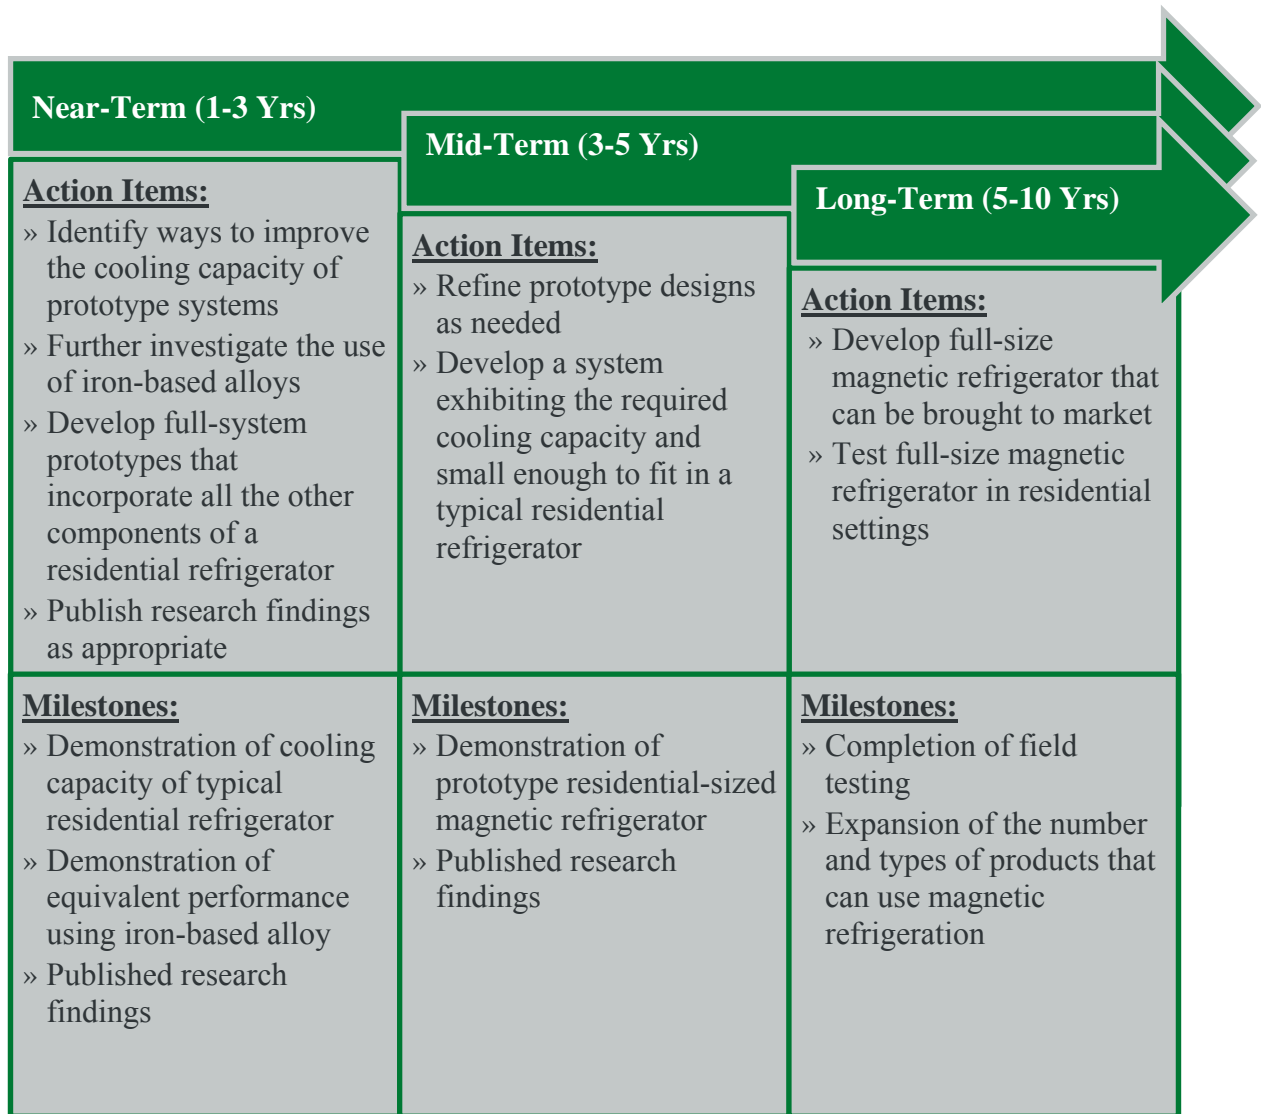 Near-Term (1-3 Yrs)
Action Items:
» Identify ways to improve
the cooling capacity of
prototype systems
» Further investigate the use
of iron-based alloys
» Develop full-system
prototypes that
incorporate all the other
components of a
residential refrigerator
» Publish research findings
as appropriate
Milestones:
» Demonstration of cooling
capacity of typical
residential refrigerator
» Demonstration of
equivalent performance
using iron-based alloy
» Published research
findings
Mid-Term (3-5 Yrs)
Action Items:
» Refine prototype designs
as needed
» Develop a system
exhibiting the required
cooling capacity and
small enough to fit in a
typical residential
refrigerator
Milestones:
» Demonstration of
prototype residential-sized
magnetic refrigerator
» Published research
findings
Long-Term (5-10 Yrs)
Action Items:
» Develop full-size
magnetic refrigerator that
can be brought to market
» Test full-size magnetic
refrigerator in residential
settings
Milestones:
» Completion of field
testing
» Expansion of the number
and types of products that
can use magnetic
refrigeration